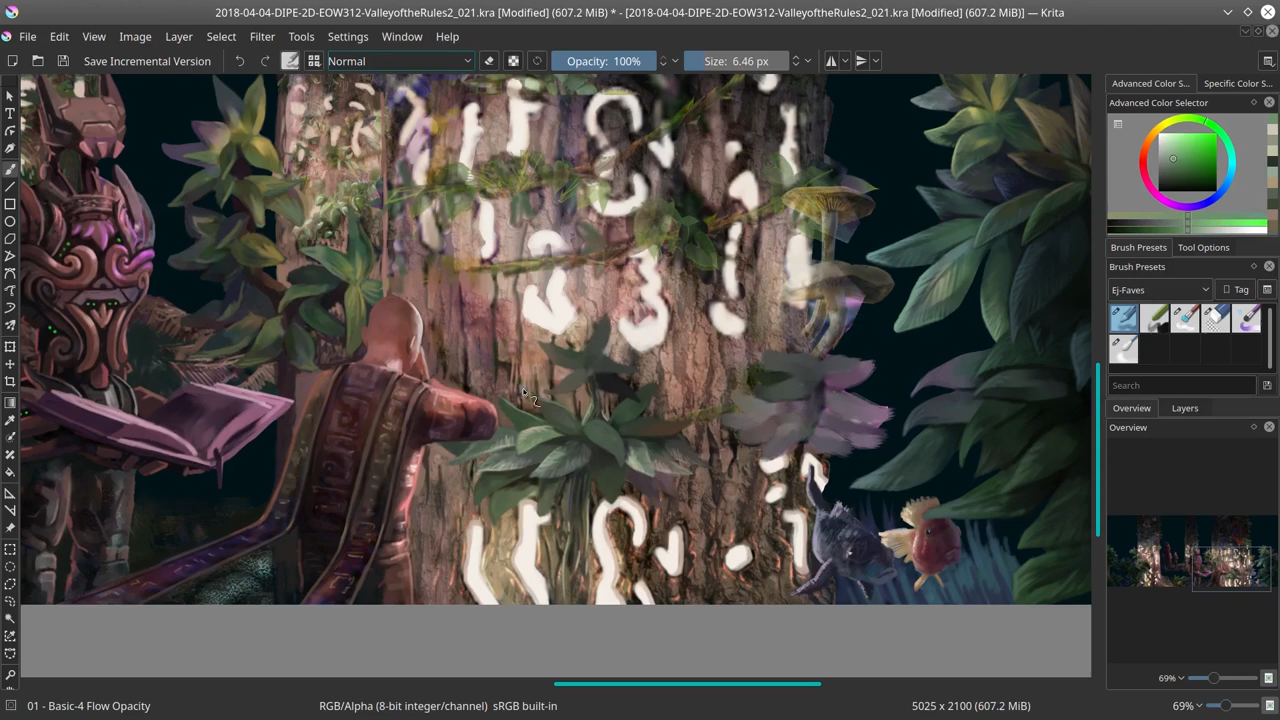 2018-04-04-DIPE-2D-EOW312-ValleyoftheRules2_021.kra [Modified] (607.2 MiB) * - [2018-04-04-DIPE-2D-EOW312-ValleyoftheRules2_021.kra [Modified] (607.2 MiB)] — Krita
File Edit View Image Layer Select Filter Tools Settings Window Help
Save Incremental Version Normal Opacity: 100% Size: 6.46 px
Advanced Color S... Specific Color S...
Advanced Color Selector
Brush Presets Tool Options
Brush Presets
Ej-Faves Tag
Search
Overview Layers
Overview
69%
01 - Basic-4 Flow Opacity RGB/Alpha (8-bit integer/channel) sRGB built-in 5025 x 2100 (607.2 MiB) 69%